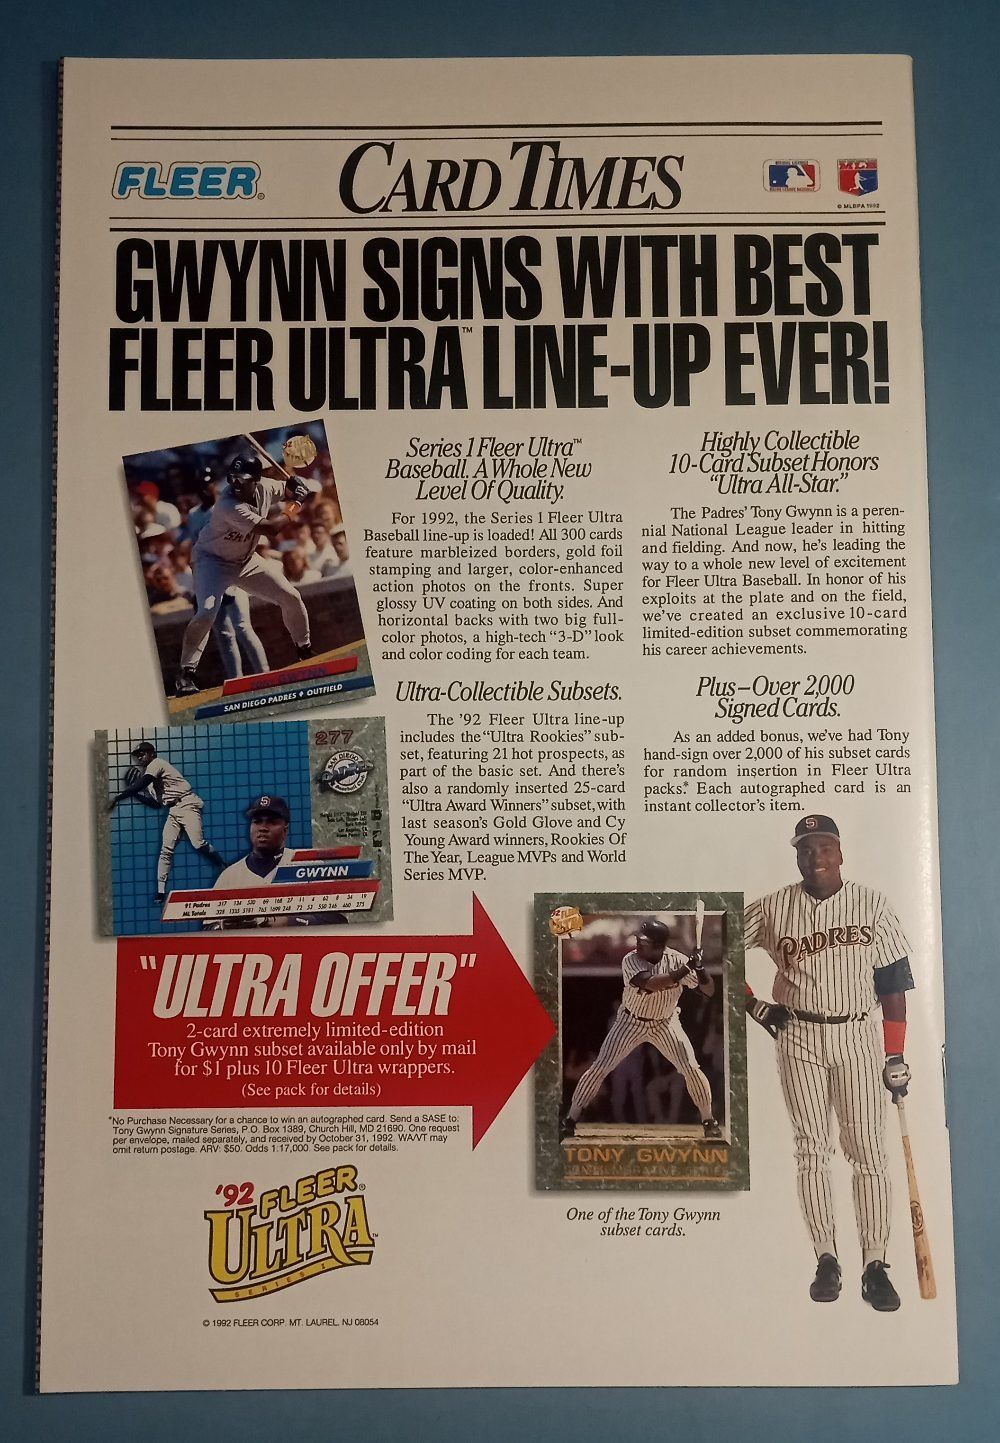 FLEER®
CARD TIMES
© MLBPA 1992
GWYNN SIGNS WITH BEST
FLEER ULTRA™ LINE-UP EVER!
Series 1 Fleer Ultra™
Baseball. A Whole New
Level Of Quality.
For 1992, the Series 1 Fleer Ultra
Baseball line-up is loaded! All 300 cards
feature marbleized borders, gold foil
stamping and larger, color-enhanced
action photos on the fronts. Super
glossy UV coating on both sides. And
horizontal backs with two big full-
color photos, a high-tech “3-D” look
and color coding for each team.
Ultra-Collectible Subsets.
The ’92 Fleer Ultra line-up
includes the “Ultra Rookies” sub-
set, featuring 21 hot prospects, as
part of the basic set. And there’s
also a randomly inserted 25-card
“Ultra Award Winners” subset, with
last season’s Gold Glove and Cy
Young Award winners, Rookies Of
The Year, League MVPs and World
Series MVP.
Highly Collectible
10-Card Subset Honors
“Ultra All-Star.”
The Padres’ Tony Gwynn is a peren-
nial National League leader in hitting
and fielding. And now, he’s leading the
way to a whole new level of excitement
for Fleer Ultra Baseball. In honor of his
exploits at the plate and on the field,
we’ve created an exclusive 10-card
limited-edition subset commemorating
his career achievements.
Plus–Over 2,000
Signed Cards.
As an added bonus, we’ve had Tony
hand-sign over 2,000 of his subset cards
for random insertion in Fleer Ultra
packs.* Each autographed card is an
instant collector’s item.
GWYNN
SAN DIEGO PADRES OUTFIELD
277
SAN DIEGO
PADRES
GWYNN
91 Padres
ML Totals
"ULTRA OFFER"
2-card extremely limited-edition
Tony Gwynn subset available only by mail
for $1 plus 10 Fleer Ultra wrappers.
(See pack for details)
*No Purchase Necessary for a chance to win an autographed card. Send a SASE to:
Tony Gwynn Signature Series, P.O. Box 1389, Church Hill, MD 21690. One request
per envelope, mailed separately, and received by October 31, 1992. WA/VT may
omit return postage. ARV: $50. Odds 1:17,000. See pack for details.
TONY GWYNN
COMMEMORATIVE SERIES
One of the Tony Gwynn
subset cards.
PADRES
'92 FLEER®
ULTRA™
SERIES I
© 1992 FLEER CORP. MT. LAUREL, NJ 08054